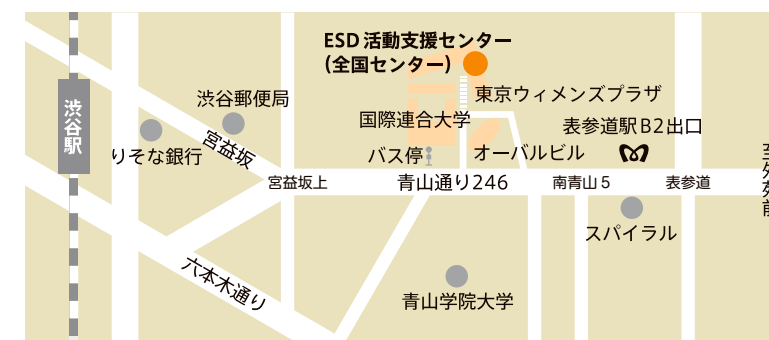 ESD 活動支援センター
(全国センター)
東京ウィメンズプラザ
渋谷郵便局
渋谷駅
国際連合大学
表参道駅B2出口
りそな銀行
宮益坂
バス停
オーバルビル
至外苑前
宮益坂上
青山通り246
南青山5
表参道
スパイラル
六本木通り
青山学院大学